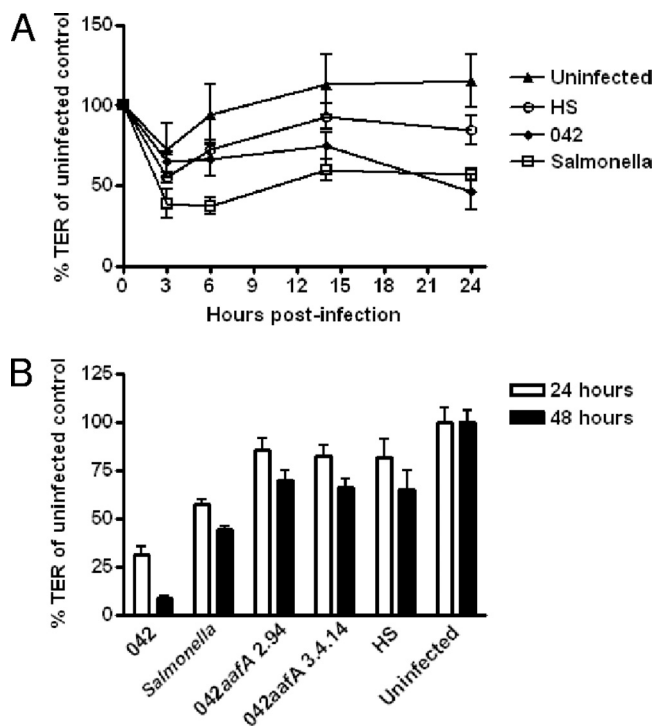 A
% TER of uninfected control
150
100
50
0
0 3 6 9 12 15 18 21 24
Hours post-infection
Uninfected
HS
042
Salmonella
B
% TER of uninfected control
125
100
75
50
25
0
042
Salmonella
042aafA 2.94
042aafA 3.4.14
HS
Uninfected
24 hours
48 hours